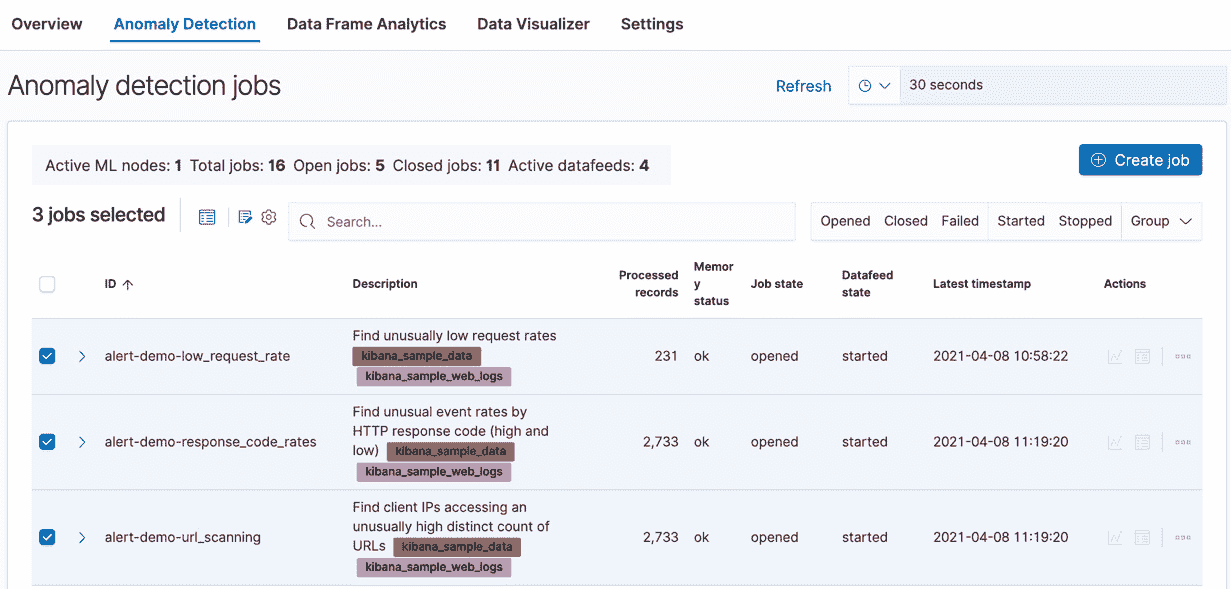 Overview Anomaly Detection Data Frame Analytics Data Visualizer Settings
Anomaly detection jobs
Refresh 30 seconds
Active ML nodes: 1 Total jobs: 16 Open jobs: 5 Closed jobs: 11 Active datafeeds: 4
Create job
3 jobs selected
Search...
Opened Closed Failed Started Stopped Group
ID Description Processed records Memory status Job state Datafeed state Latest timestamp Actions
alert-demo-low_request_rate
Find unusually low request rates
kibana_sample_data
kibana_sample_web_logs
231 ok opened started 2021-04-08 10:58:22
alert-demo-response_code_rates
Find unusual event rates by
HTTP response code (high and
low) kibana_sample_data
kibana_sample_web_logs
2,733 ok opened started 2021-04-08 11:19:20
alert-demo-url_scanning
Find client IPs accessing an
unusually high distinct count of
URLs kibana_sample_data
kibana_sample_web_logs
2,733 ok opened started 2021-04-08 11:19:20